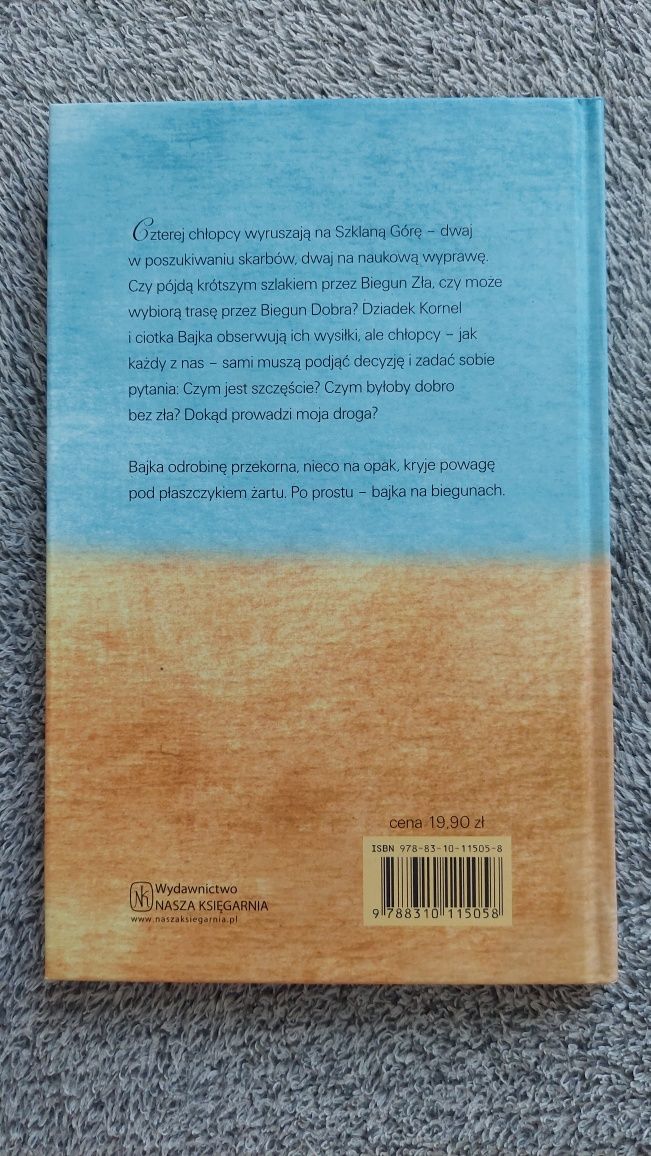 Czterej chłopcy wyruszają na Szklaną Górę – dwaj
w poszukiwaniu skarbów, dwaj na naukową wyprawę.
Czy pójdą krótszym szlakiem przez Biegun Zła, czy może
wybiorą trasę przez Biegun Dobra? Dziadek Kornel
i ciotka Bajka obserwują ich wysiłki, ale chłopcy – jak
każdy z nas – sami muszą podjąć decyzję i zadać sobie
pytania: Czym jest szczęście? Czym byłoby dobro
bez zła? Dokąd prowadzi moja droga?
Bajka odrobinę przekorna, nieco na opak, kryje powagę
pod płaszczykiem żartu. Po prostu – bajka na biegunach.
cena 19,90 zł
ISBN 978-83-10-11505-8
9 788310 115058
NK
Wydawnictwo
NASZA KSIĘGARNIA
www.naszaksiegarnia.pl